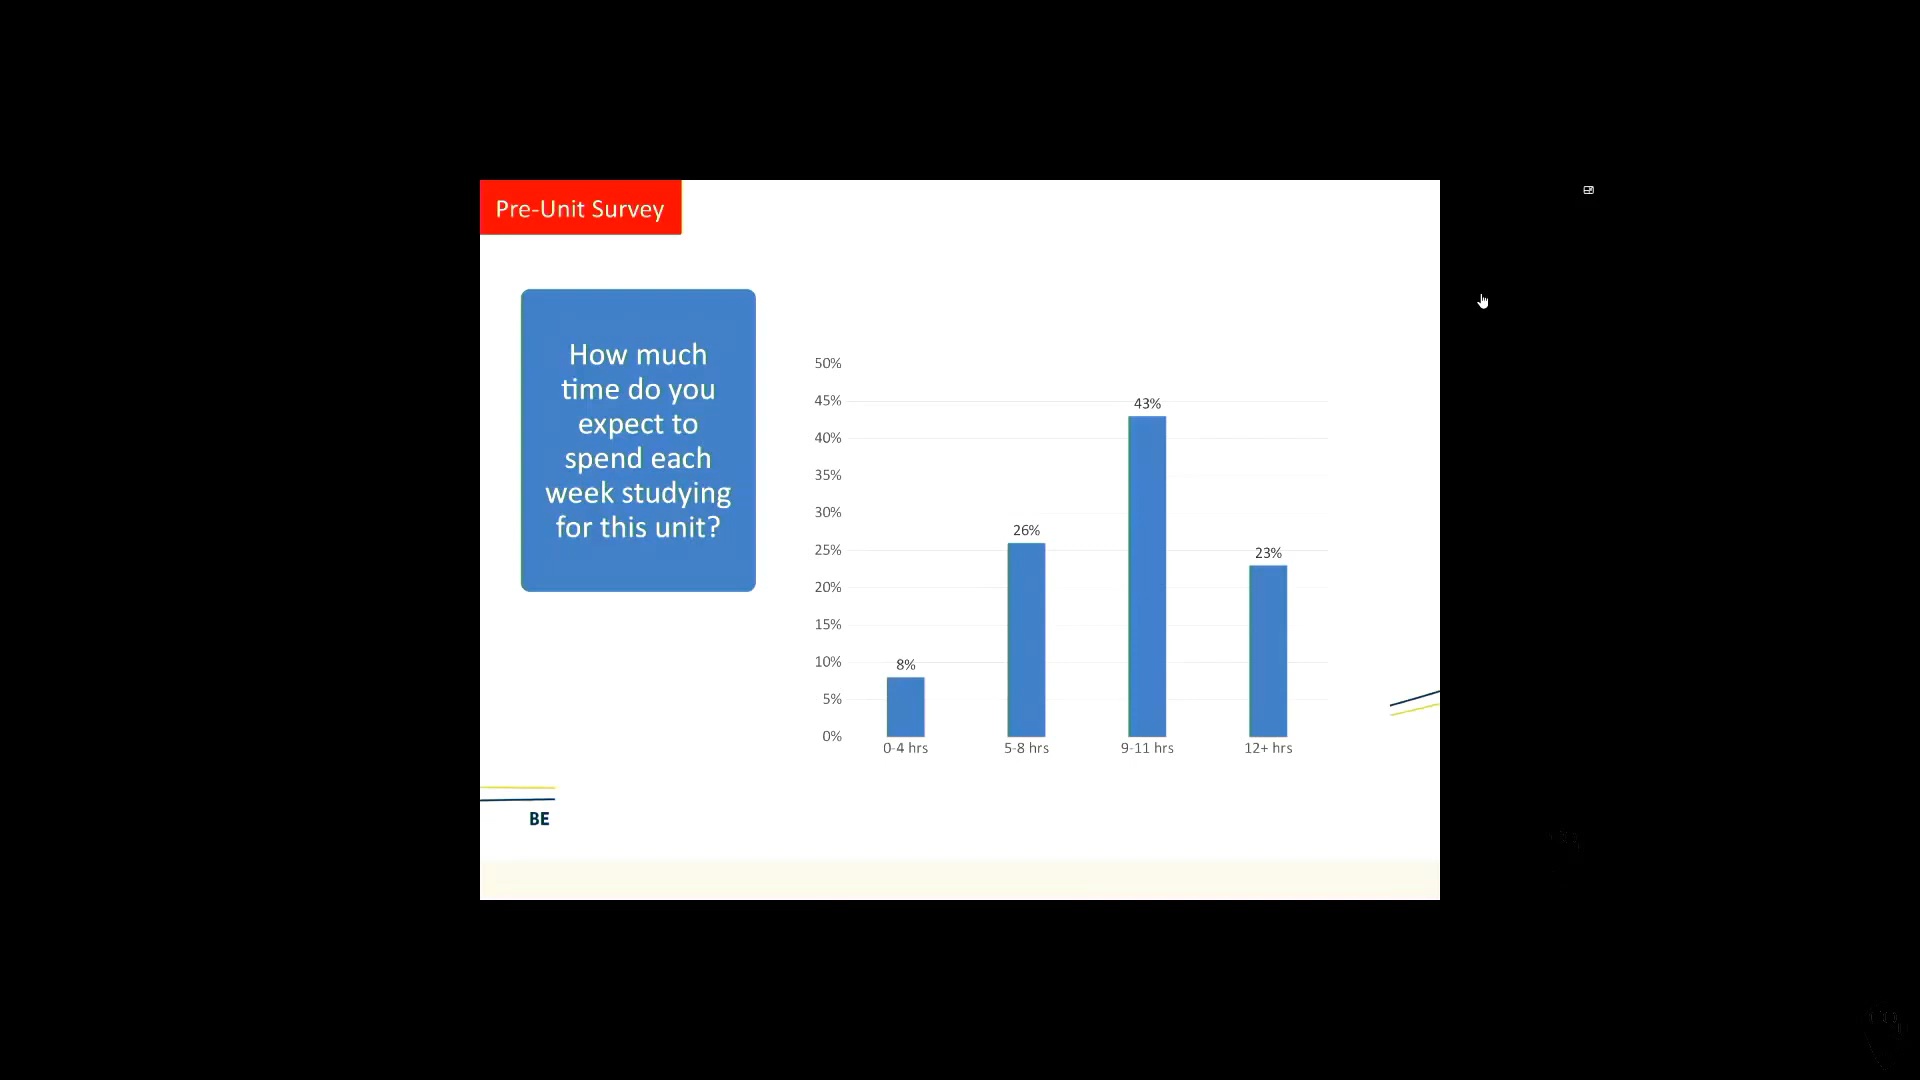 Pre-Unit Survey
How much
time do you
expect to
spend each
week studying
for this unit?
50%
45%
40%
35%
30%
25%
20%
15%
10%
5%
0%
8%
26%
43%
23%
0-4 hrs
5-8 hrs
9-11 hrs
12+ hrs
BE